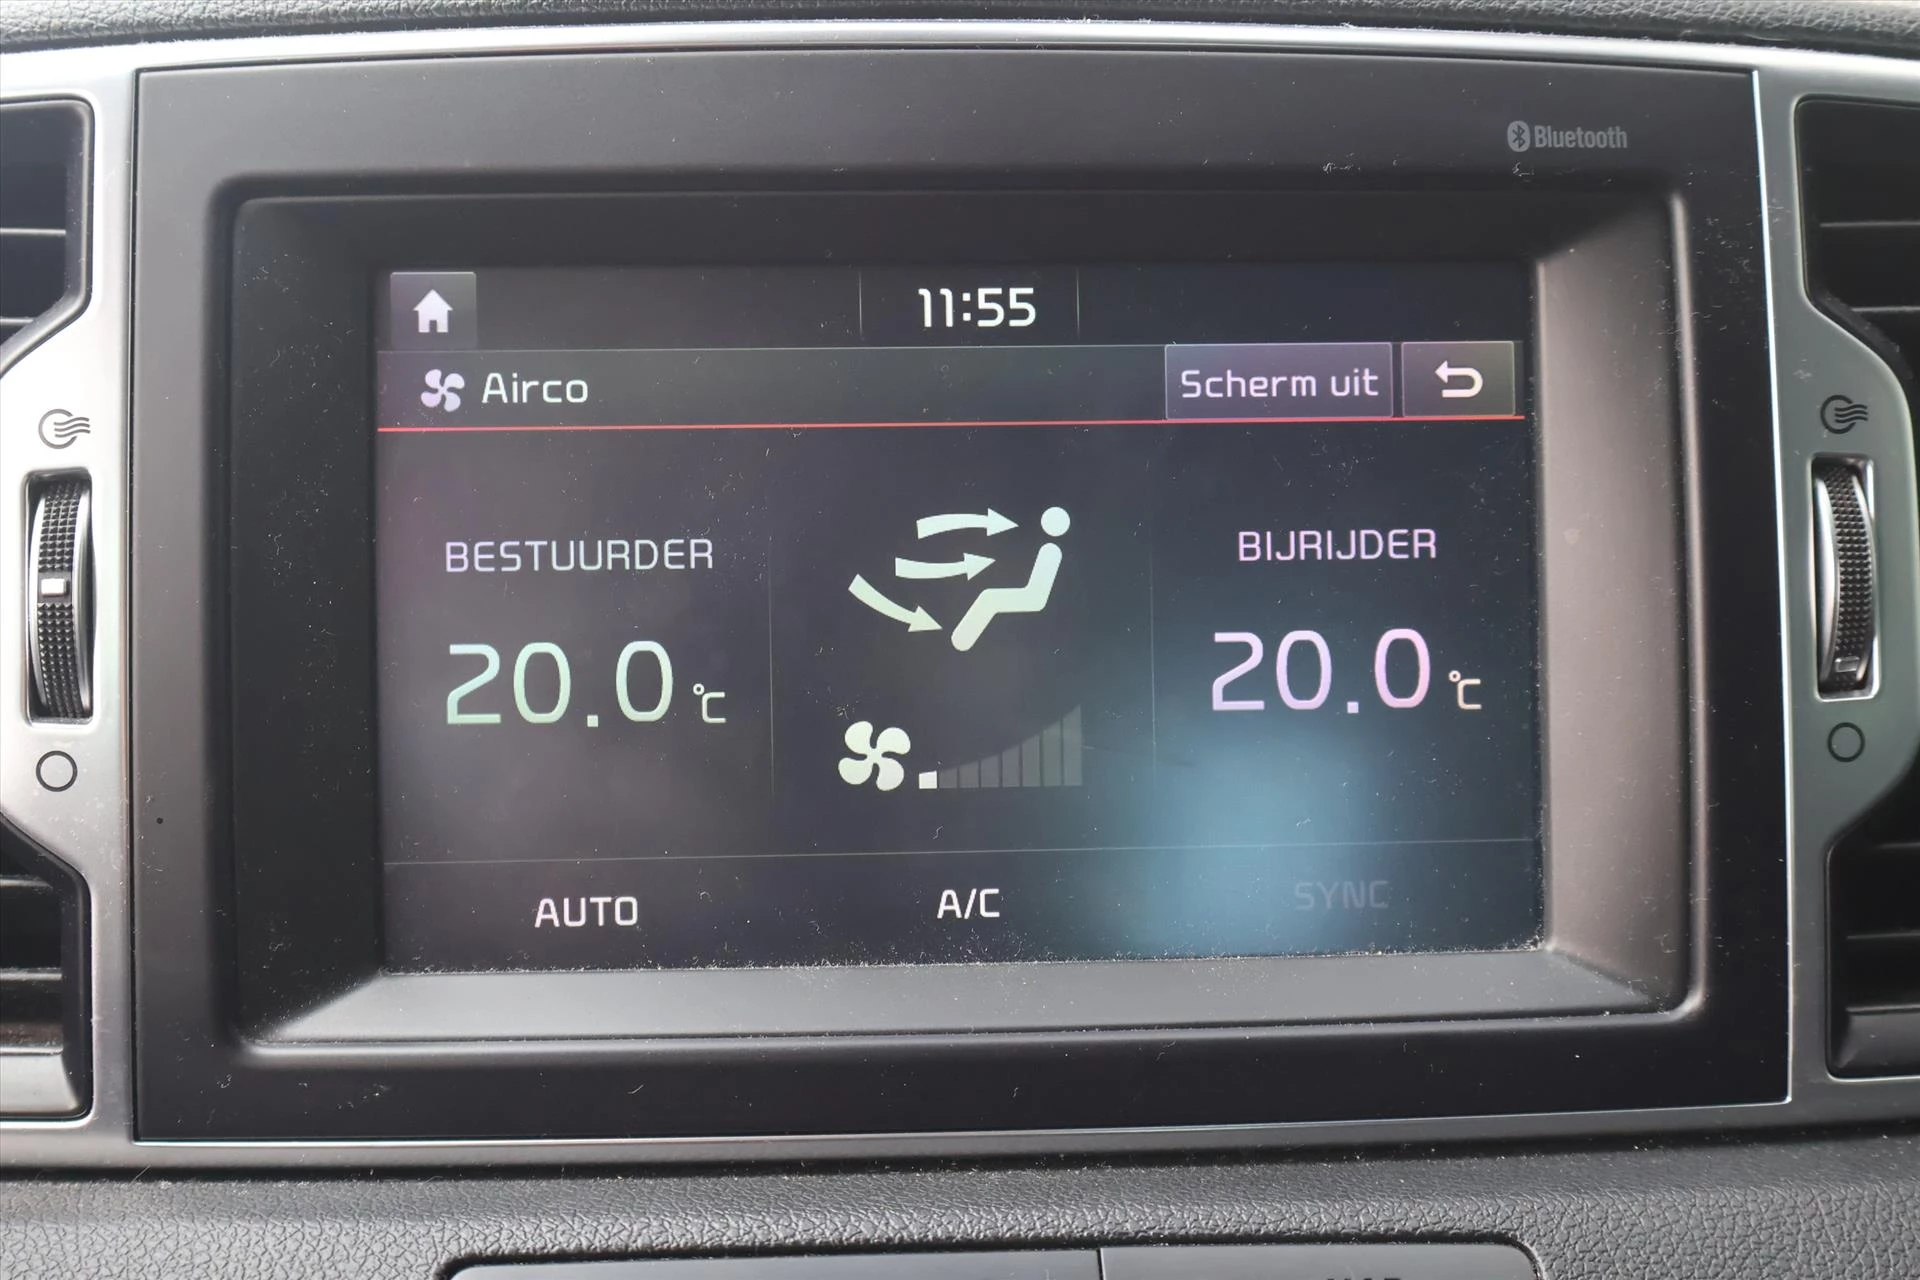 Bluetooth
11:55
Airco
Scherm uit
BESTUURDER
BIJRIJDER
20.0 °C
20.0 °C
AUTO
A/C
SYNC